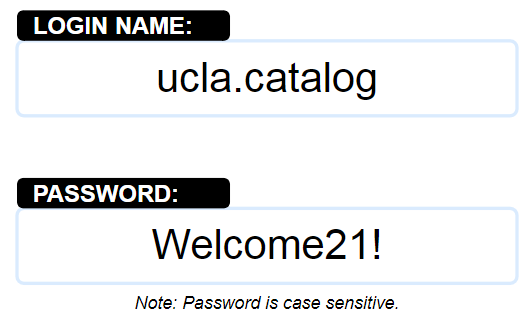 LOGIN NAME:
ucla.catalog
PASSWORD:
Welcome21!
Note: Password is case sensitive.